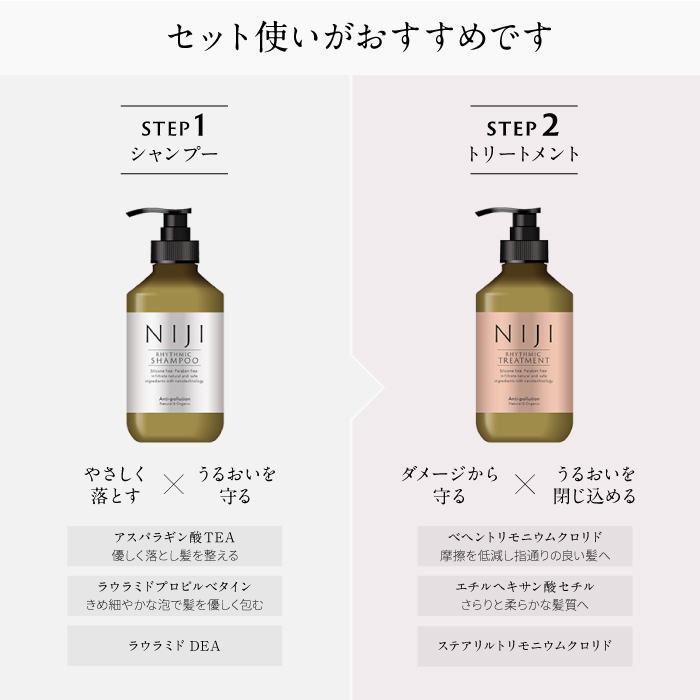 セット使いがおすすめです
STEP 1
シャンプー
NIJI
RHYTHMIC
SHAMPOO
Silicone free. Paraben free.
Infiltrate natural and safe
ingredients with nanotechnology
Anti-pollution
Natural & Organic
やさしく
落とす
×
うるおいを
守る
アスパラギン酸TEA
優しく落とし髪を整える
ラウラミドプロピルベタイン
きめ細やかな泡で髪を優しく包む
ラウラミド DEA
STEP 2
トリートメント
NIJI
RHYTHMIC
TREATMENT
Silicone free. Paraben free.
Infiltrate natural and safe
ingredients with nanotechnology
Anti-pollution
Natural & Organic
ダメージから
守る
×
うるおいを
閉じ込める
ベヘントリモニウムクロリド
摩擦を低減し指通りの良い髪へ
エチルヘキサン酸セチル
さらりと柔らかな髪質へ
ステアリルトリモニウムクロリド